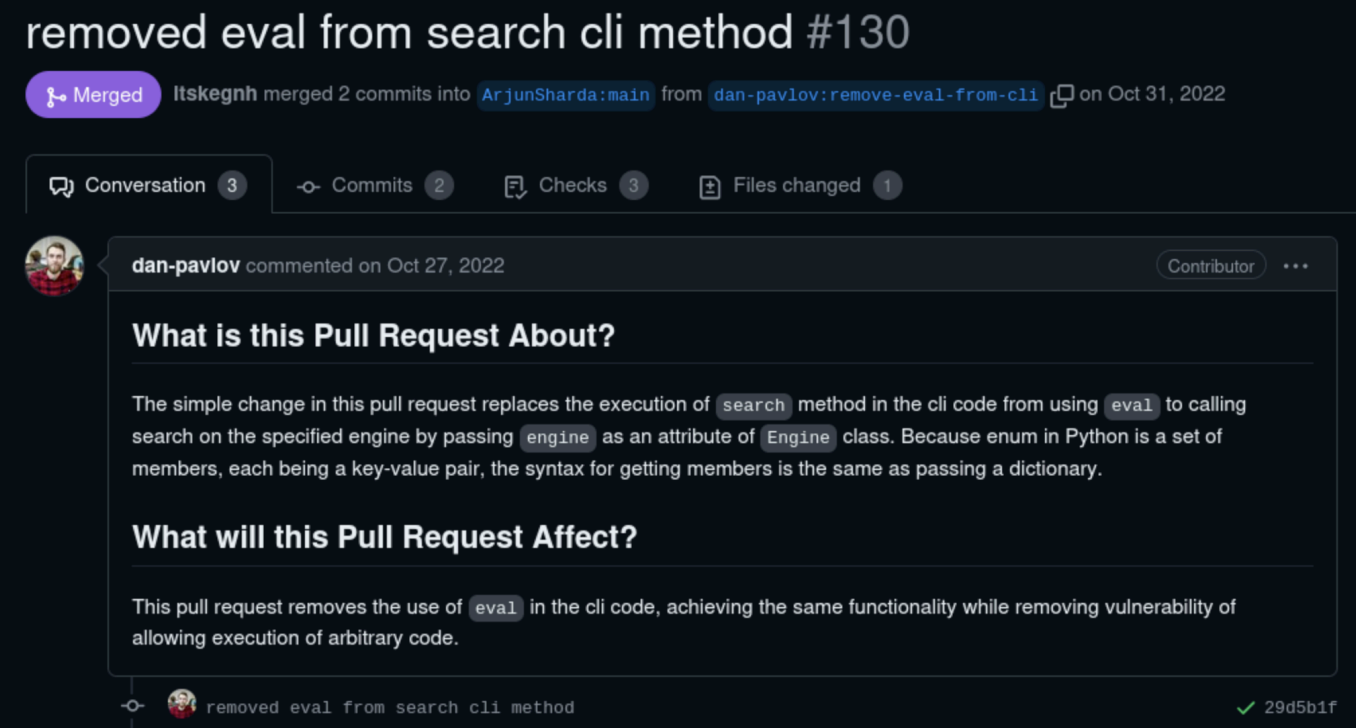 removed eval from search cli method #130
Merged ltskegnh merged 2 commits into ArjunSharda:main from dan-pavlov:remove-eval-from-cli on Oct 31, 2022
Conversation 3 Commits 2 Checks 3 Files changed 1
dan-pavlov commented on Oct 27, 2022 Contributor ...
What is this Pull Request About?
The simple change in this pull request replaces the execution of search method in the cli code from using eval to calling
search on the specified engine by passing engine as an attribute of Engine class. Because enum in Python is a set of
members, each being a key-value pair, the syntax for getting members is the same as passing a dictionary.
What will this Pull Request Affect?
This pull request removes the use of eval in the cli code, achieving the same functionality while removing vulnerability of
allowing execution of arbitrary code.
removed eval from search cli method 29d5b1f